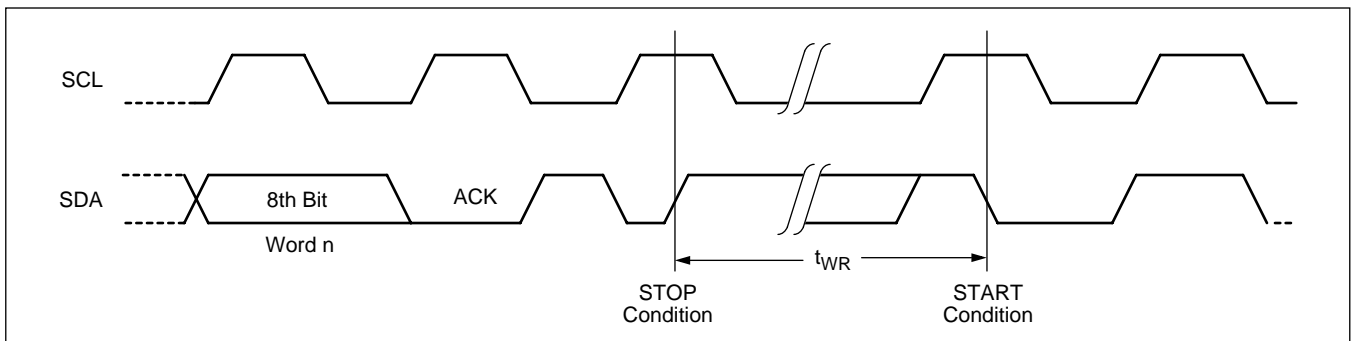 SCL
SDA
8th Bit
ACK
Word n
tWR
STOP
Condition
START
Condition